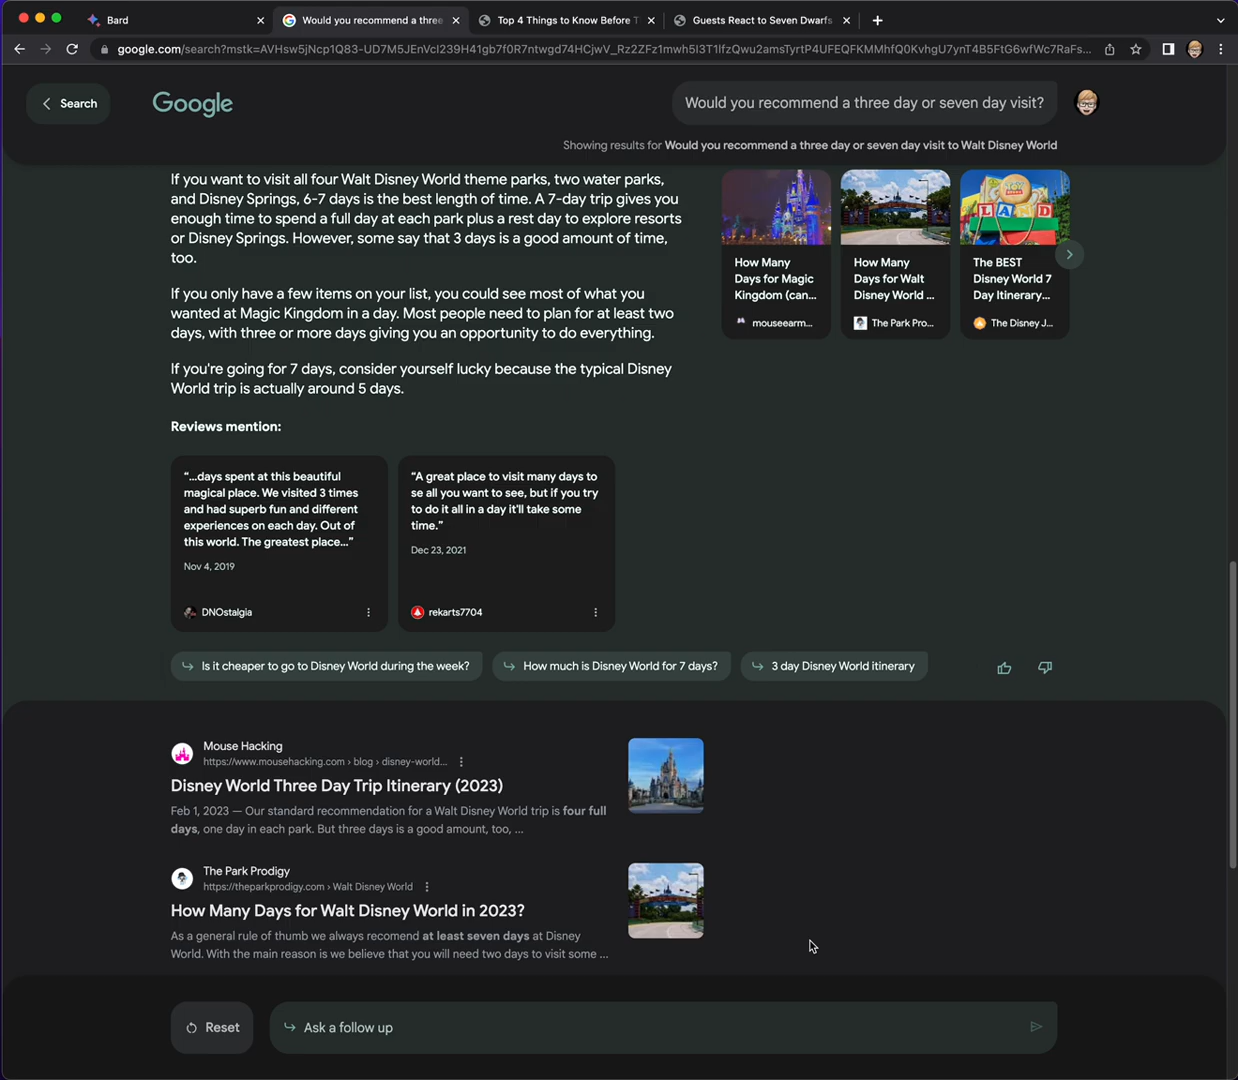 Bard
Would you recommend a three
Top 4 Things to Know Before T
Guests React to Seven Dwarfs
Search
Google
Would you recommend a three day or seven day visit?
Showing results for Would you recommend a three day or seven day visit to Walt Disney World
If you want to visit all four Walt Disney World theme parks, two water parks,
and Disney Springs, 6-7 days is the best length of time. A 7-day trip gives you
enough time to spend a full day at each park plus a rest day to explore resorts
or Disney Springs. However, some say that 3 days is a good amount of time,
too.
If you only have a few items on your list, you could see most of what you
wanted at Magic Kingdom in a day. Most people need to plan for at least two
days, with three or more days giving you an opportunity to do everything.
If you're going for 7 days, consider yourself lucky because the typical Disney
World trip is actually around 5 days.
LAND
How Many
Days for Magic
Kingdom (can...
mouseearm...
How Many
Days for Walt
Disney World ...
The Park Pro...
The BEST
Disney World 7
Day Itinerary...
The Disney J...
Reviews mention:
“...days spent at this beautiful
magical place. We visited 3 times
and had superb fun and different
experiences on each day. Out of
this world. The greatest place...”
Nov 4, 2019
DNOstalgia
“A great place to visit many days to
se all you want to see, but if you try
to do it all in a day it'll take some
time.”
Dec 23, 2021
rekarts7704
Is it cheaper to go to Disney World during the week?
How much is Disney World for 7 days?
3 day Disney World itinerary
Mouse Hacking
https://www.mousehacking.com › blog › disney-world...
Disney World Three Day Trip Itinerary (2023)
Feb 1, 2023 — Our standard recommendation for a Walt Disney World trip is four full
days, one day in each park. But three days is a good amount, too, ...
The Park Prodigy
https://theparkprodigy.com › Walt Disney World
How Many Days for Walt Disney World in 2023?
As a general rule of thumb we always recomend at least seven days at Disney
World. With the main reason is we believe that you will need two days to visit some ...
Reset
Ask a follow up